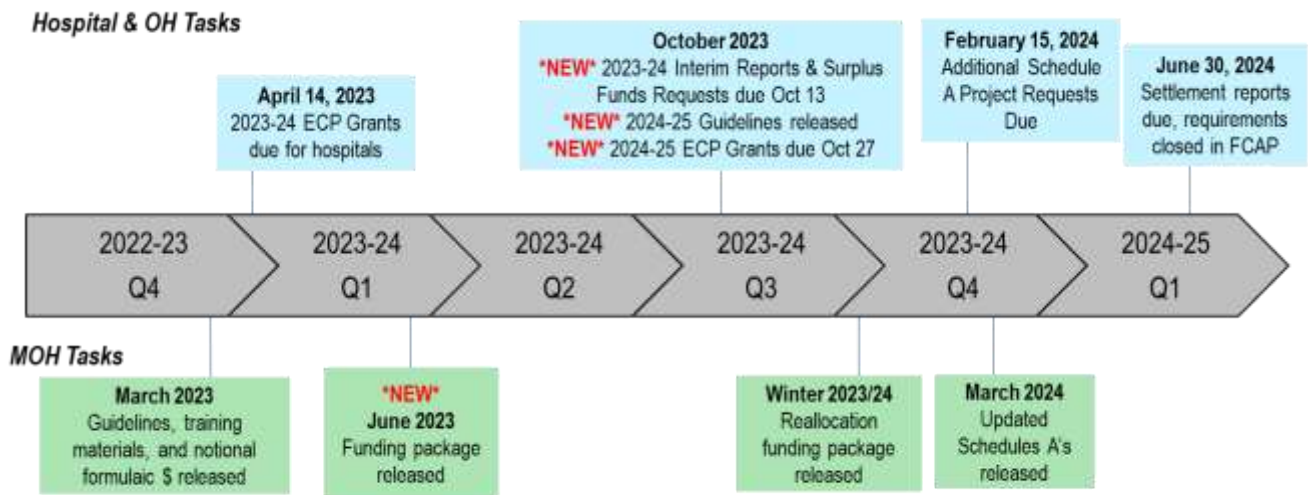 Hospital & OH Tasks
April 14, 2023
2023-24 ECP Grants
due for hospitals
October 2023
*NEW* 2023-24 Interim Reports & Surplus
Funds Requests due Oct 13
*NEW* 2024-25 Guidelines released
*NEW* 2024-25 ECP Grants due Oct 27
February 15, 2024
Additional Schedule
A Project Requests
Due
June 30, 2024
Settlement reports
due, requirements
closed in FCAP
2022-23
Q4
2023-24
Q1
2023-24
Q2
2023-24
Q3
2023-24
Q4
2024-25
Q1
MOH Tasks
March 2023
Guidelines, training
materials, and notional
formulaic $ released
*NEW*
June 2023
Funding package
released
Winter 2023/24
Reallocation
funding package
released
March 2024
Updated
Schedules A's
released